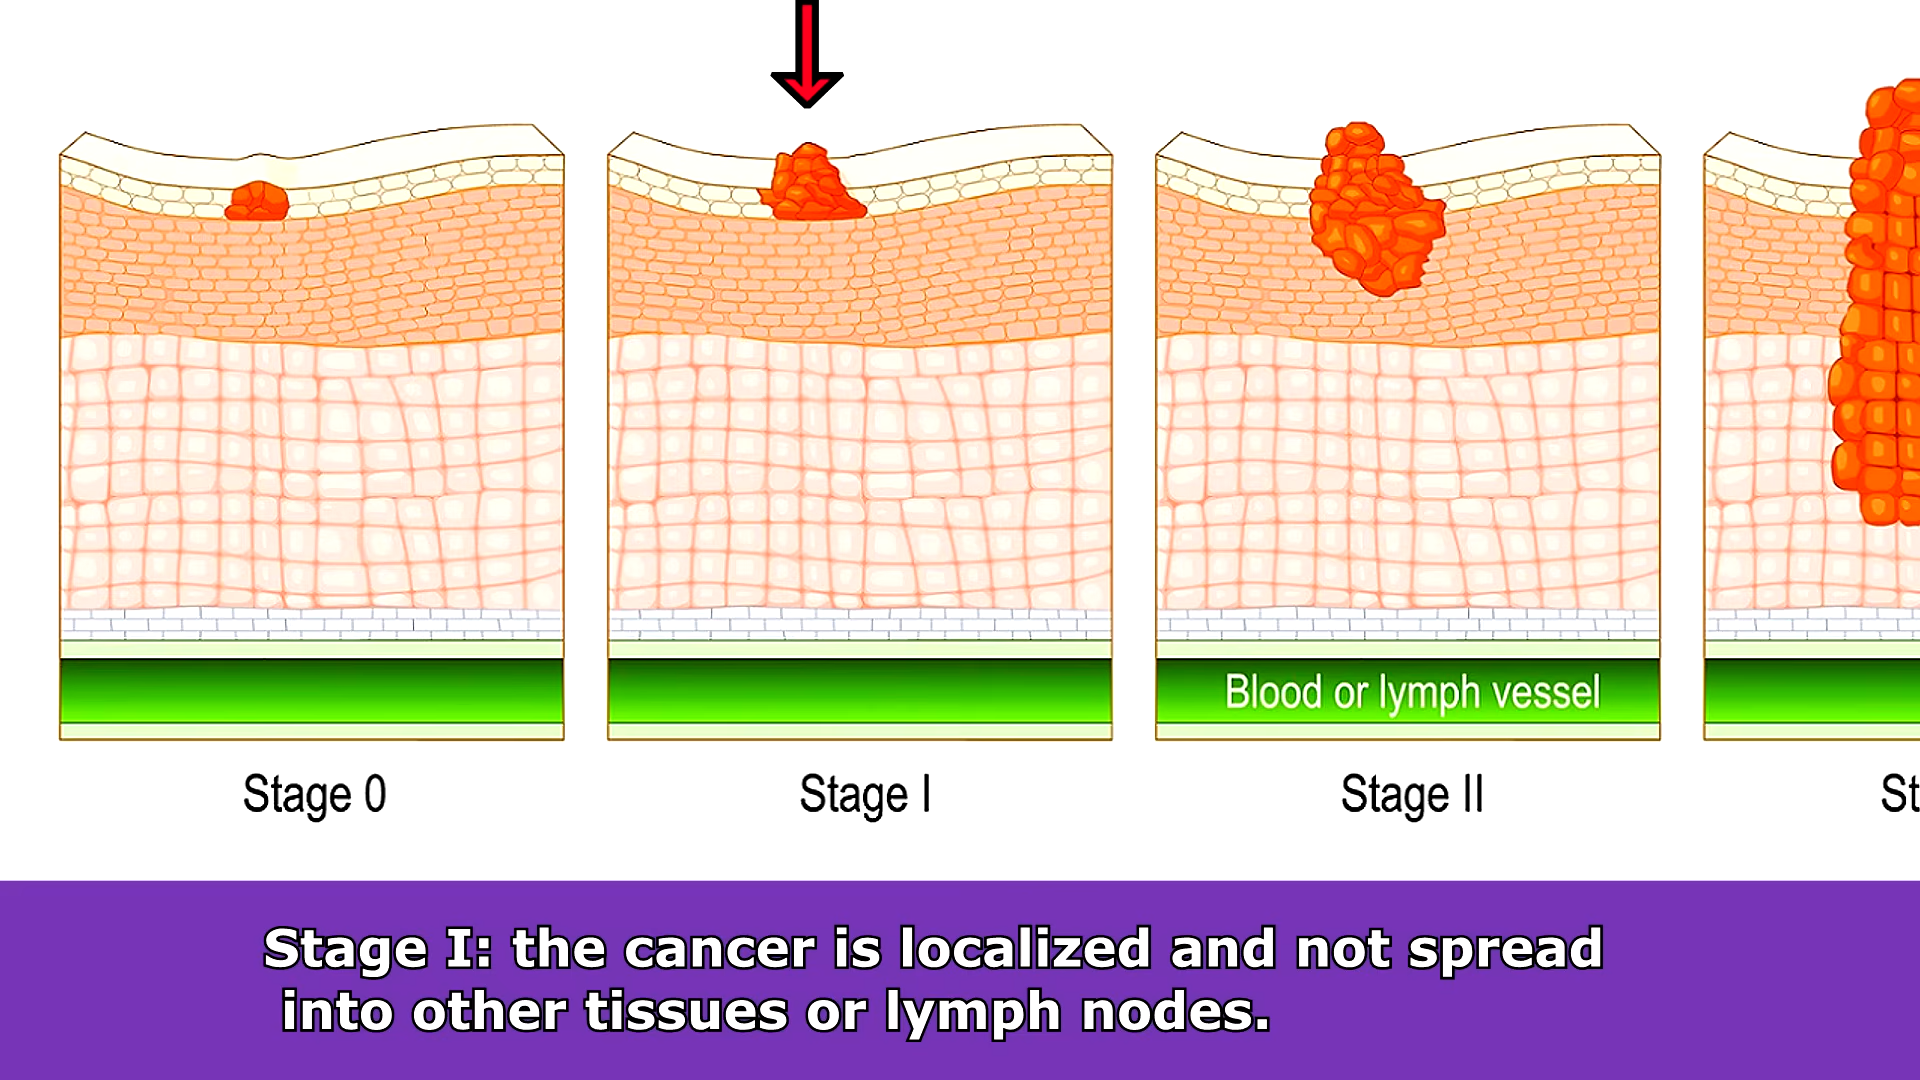 Blood or lymph vessel
Stage 0
Stage I
Stage II
St
Stage I: the cancer is localized and not spread
into other tissues or lymph nodes.